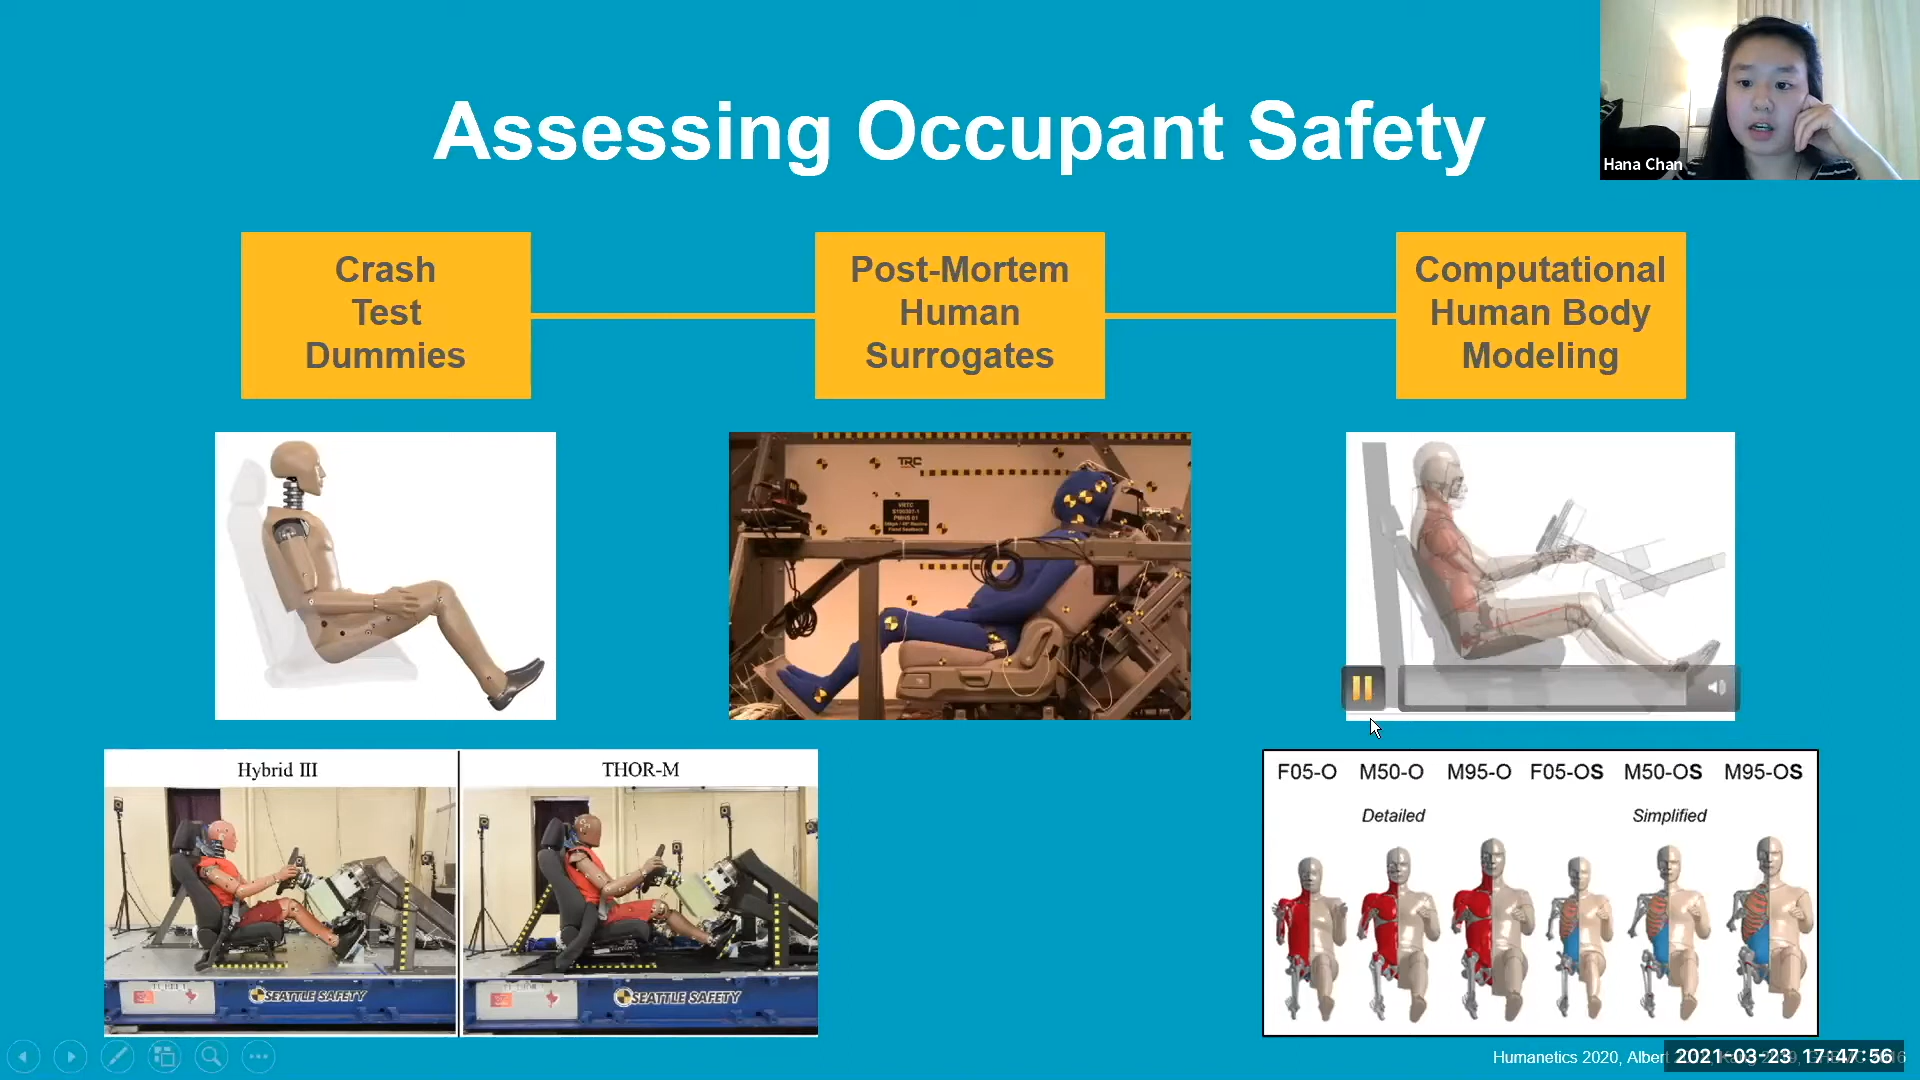 Assessing Occupant Safety
Hana Chan
Crash
Test
Dummies
Post-Mortem
Human
Surrogates
Computational
Human Body
Modeling
TRC
VRTC
Hybrid III
THOR-M
SEATTLE SAFETY
SEATTLE SAFETY
F05-O M50-O M95-O F05-OS M50-OS M95-OS
Detailed
Simplified
Humanetics 2020, Albert
2021-03-23 17:47:56